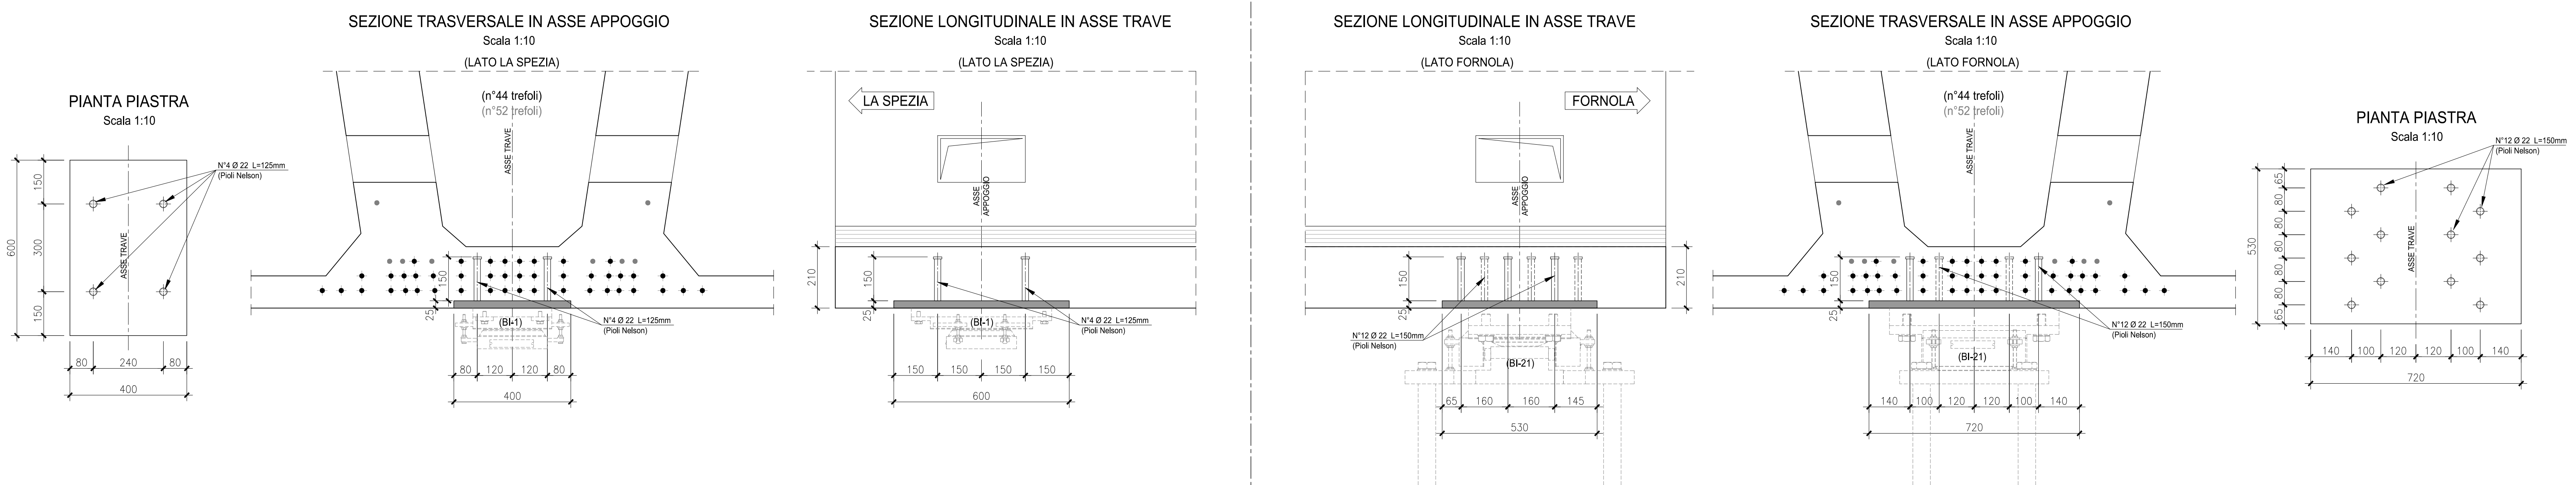 PIANTA PIASTRA
Scala 1:10
N°4 Ø 22 L=125mm
(Pioli Nelson)
ASSE TRAVE
600
150
300
150
80
240
80
400
SEZIONE TRASVERSALE IN ASSE APPOGGIO
Scala 1:10
(LATO LA SPEZIA)
(n°44 trefoli)
(n°52 trefoli)
ASSE TRAVE
150
25
(BI-1)
N°4 Ø 22 L=125mm
(Pioli Nelson)
80
120
120
80
400
SEZIONE LONGITUDINALE IN ASSE TRAVE
Scala 1:10
(LATO LA SPEZIA)
LA SPEZIA
ASSE
APPOGGIO
210
150
25
(BI-1)
N°4 Ø 22 L=125mm
(Pioli Nelson)
150
150
150
150
600
SEZIONE LONGITUDINALE IN ASSE TRAVE
Scala 1:10
(LATO FORNOLA)
FORNOLA
ASSE
APPOGGIO
150
25
210
N°12 Ø 22 L=150mm
(Pioli Nelson)
(BI-21)
65
160
160
145
530
SEZIONE TRASVERSALE IN ASSE APPOGGIO
Scala 1:10
(LATO FORNOLA)
(n°44 trefoli)
(n°52 trefoli)
ASSE TRAVE
150
25
N°12 Ø 22 L=150mm
(Pioli Nelson)
(BI-21)
140
100
120
120
100
140
720
PIANTA PIASTRA
Scala 1:10
N°12 Ø 22 L=150mm
(Pioli Nelson)
ASSE TRAVE
530
65
80
80
80
80
80
65
140
100
120
120
100
140
720